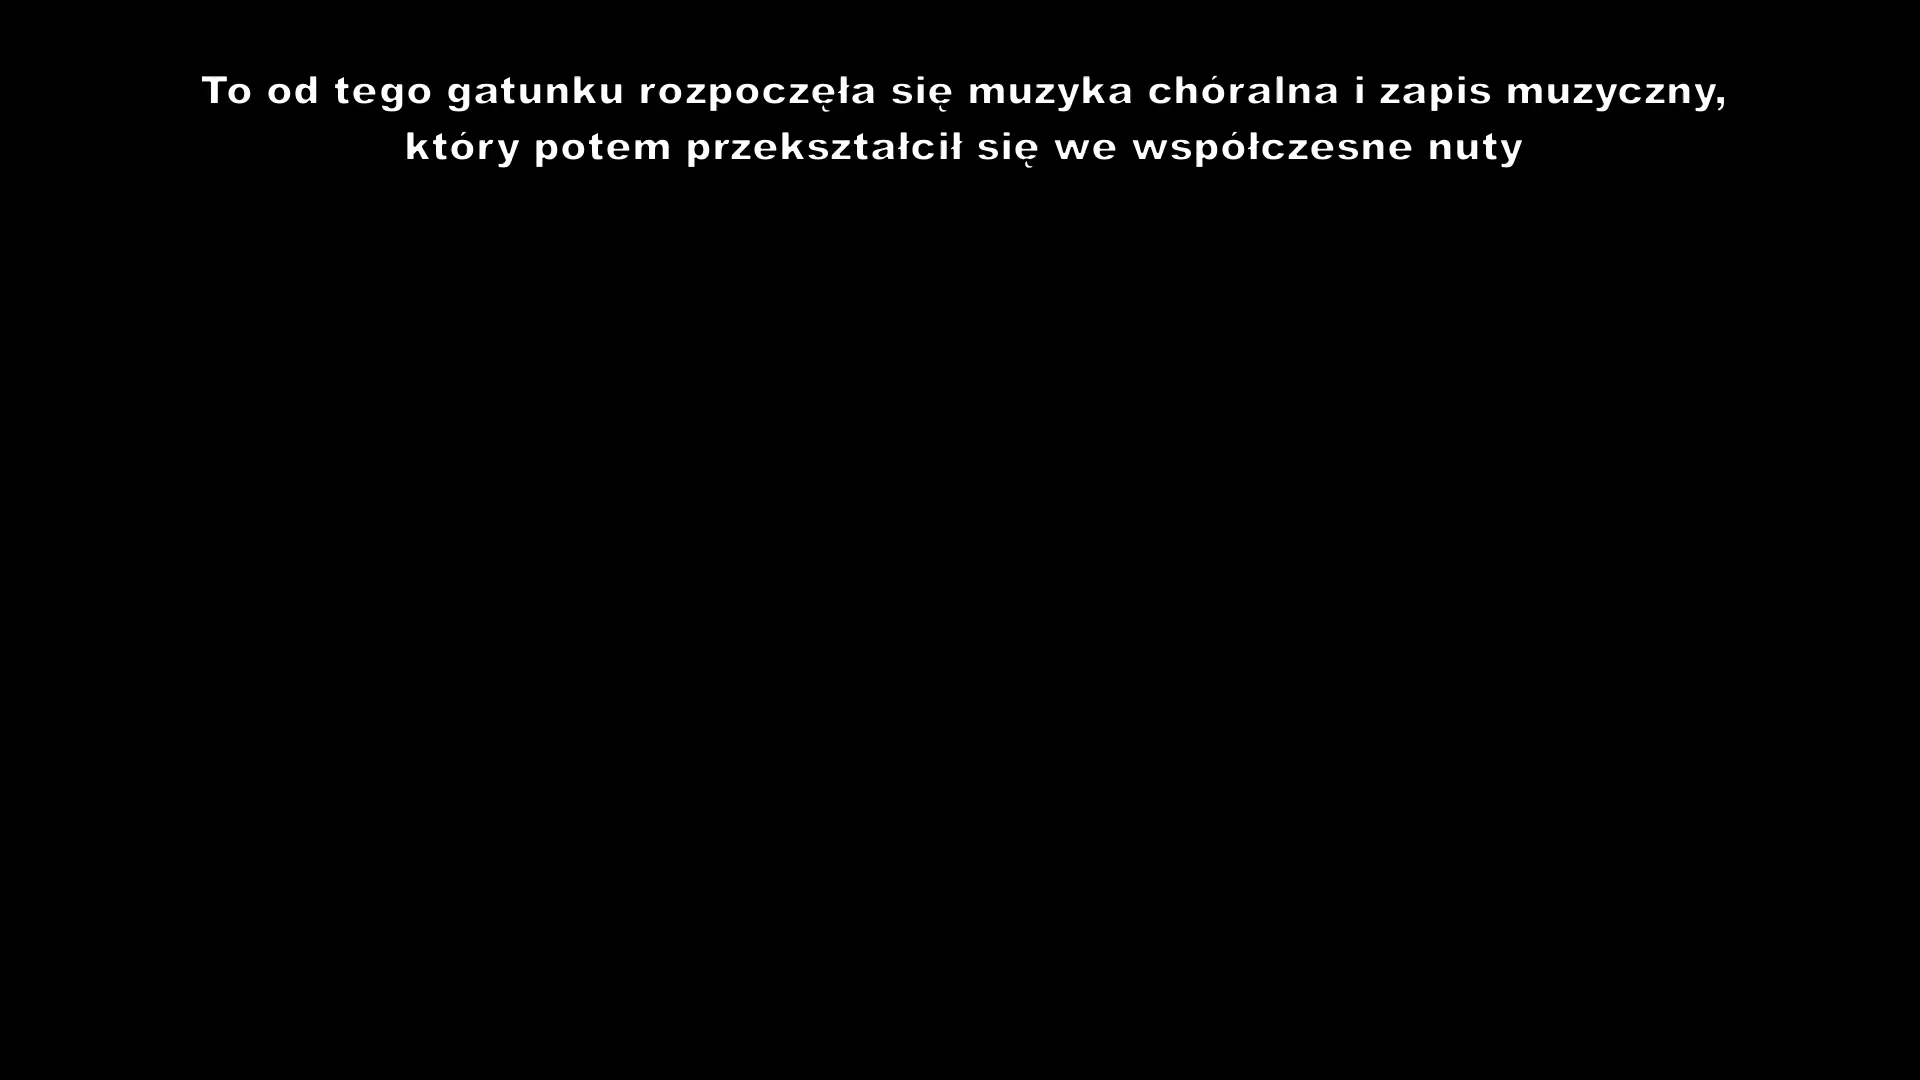 To od tego gatunku rozpoczęła się muzyka chóralna i zapis muzyczny,
który potem przekształcił się we współczesne nuty